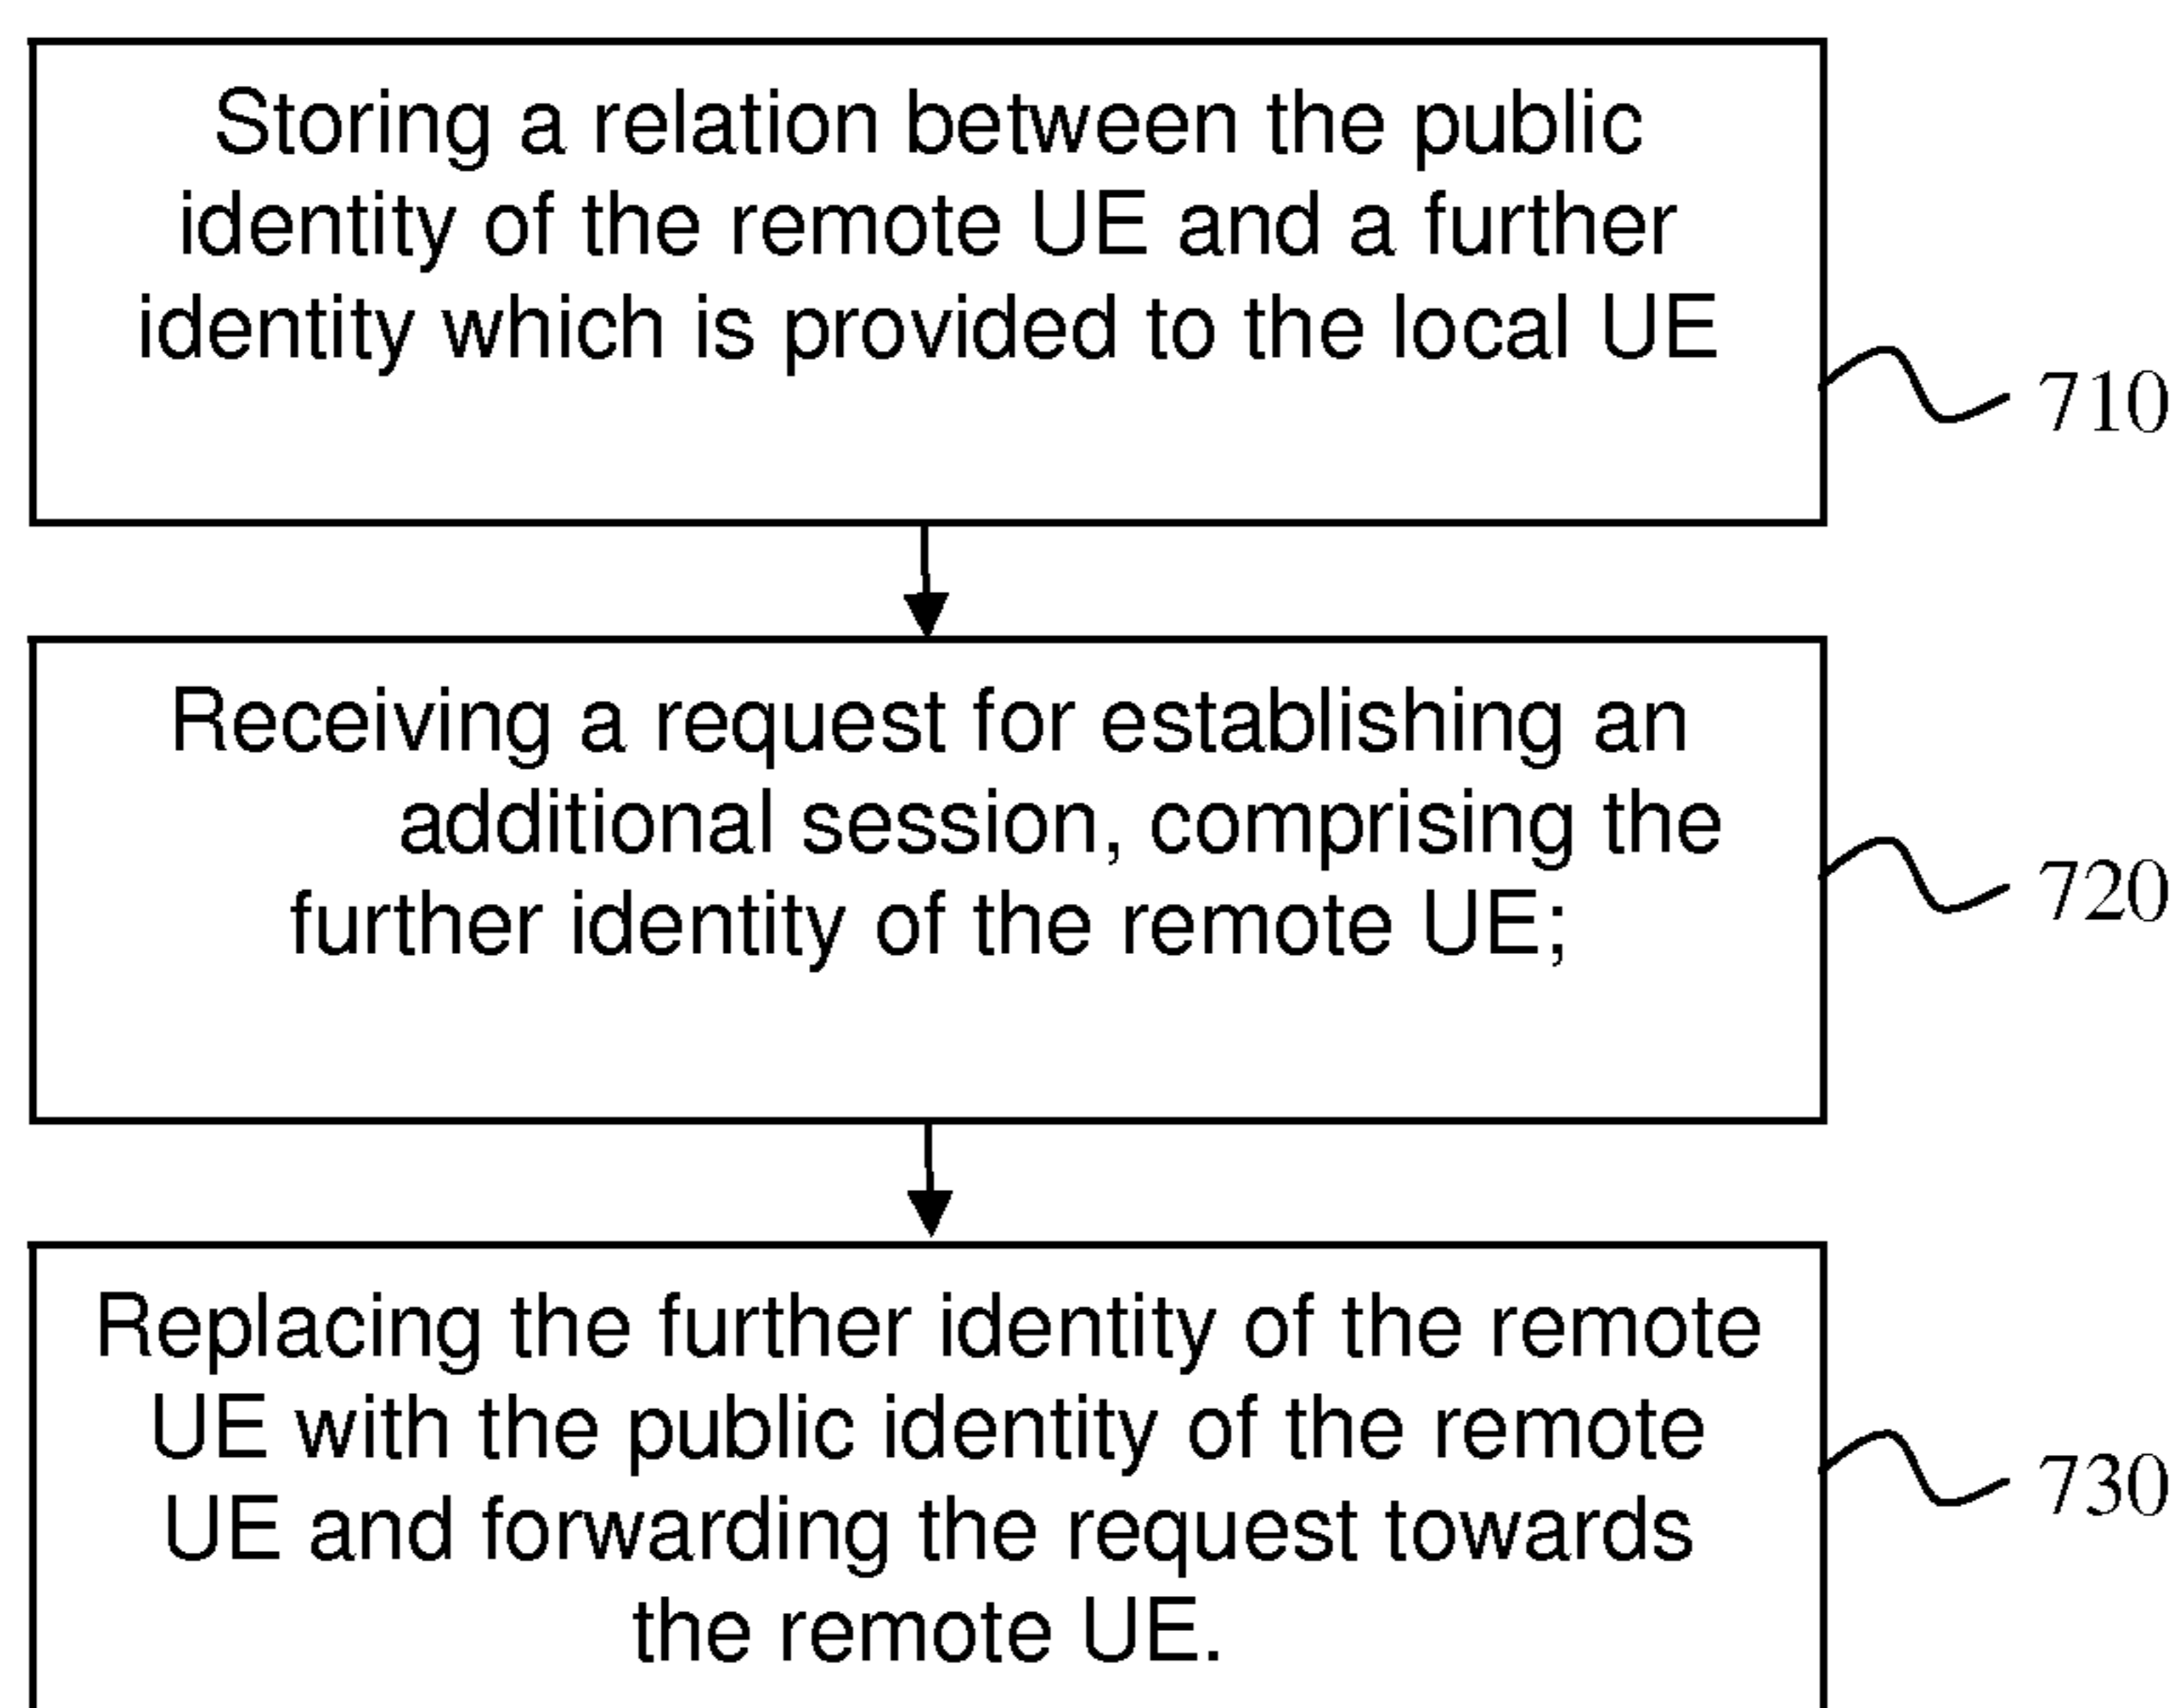 Storing a relation between the public
identity of the remote UE and a further
identity which is provided to the local UE
710
Receiving a request for establishing an
additional session, comprising the
further identity of the remote UE;
720
Replacing the further identity of the remote
UE with the public identity of the remote
UE and forwarding the request towards
the remote UE.
730